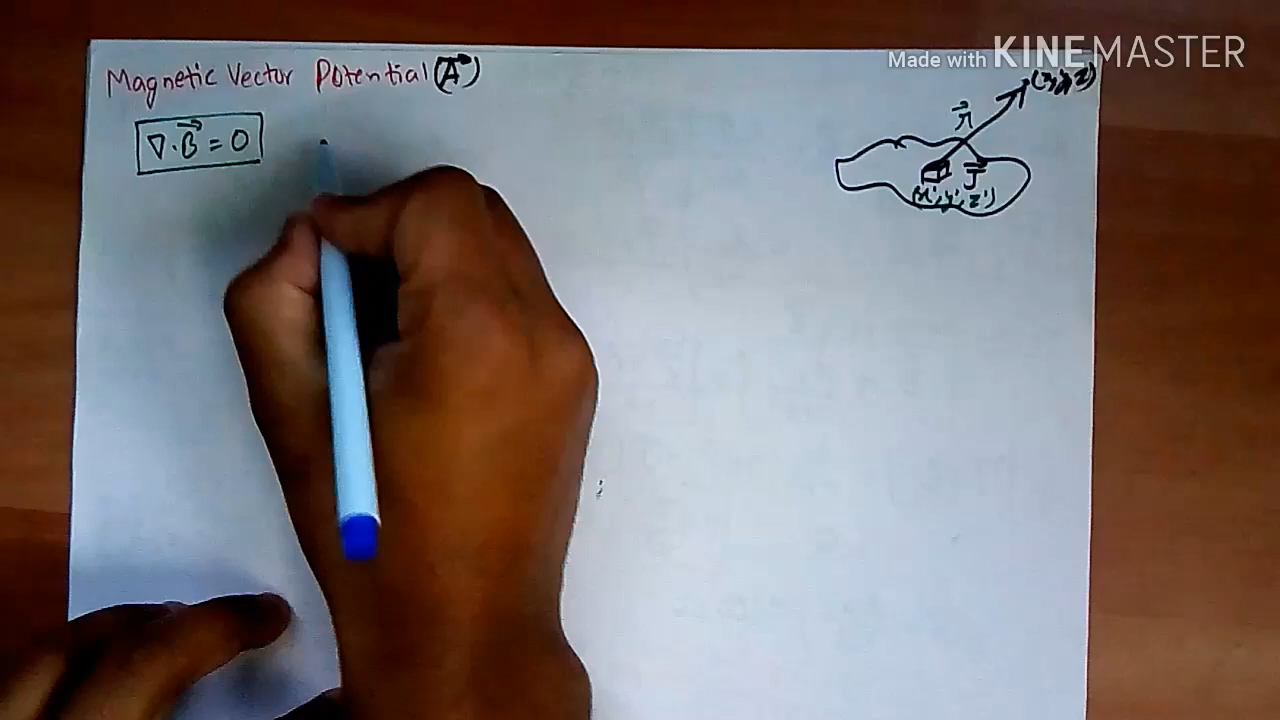 Made with KINEMASTER
Magnetic Vector Potential (A⃗)
∇·B⃗ = 0
r⃗
J⃗
(x', y', z')